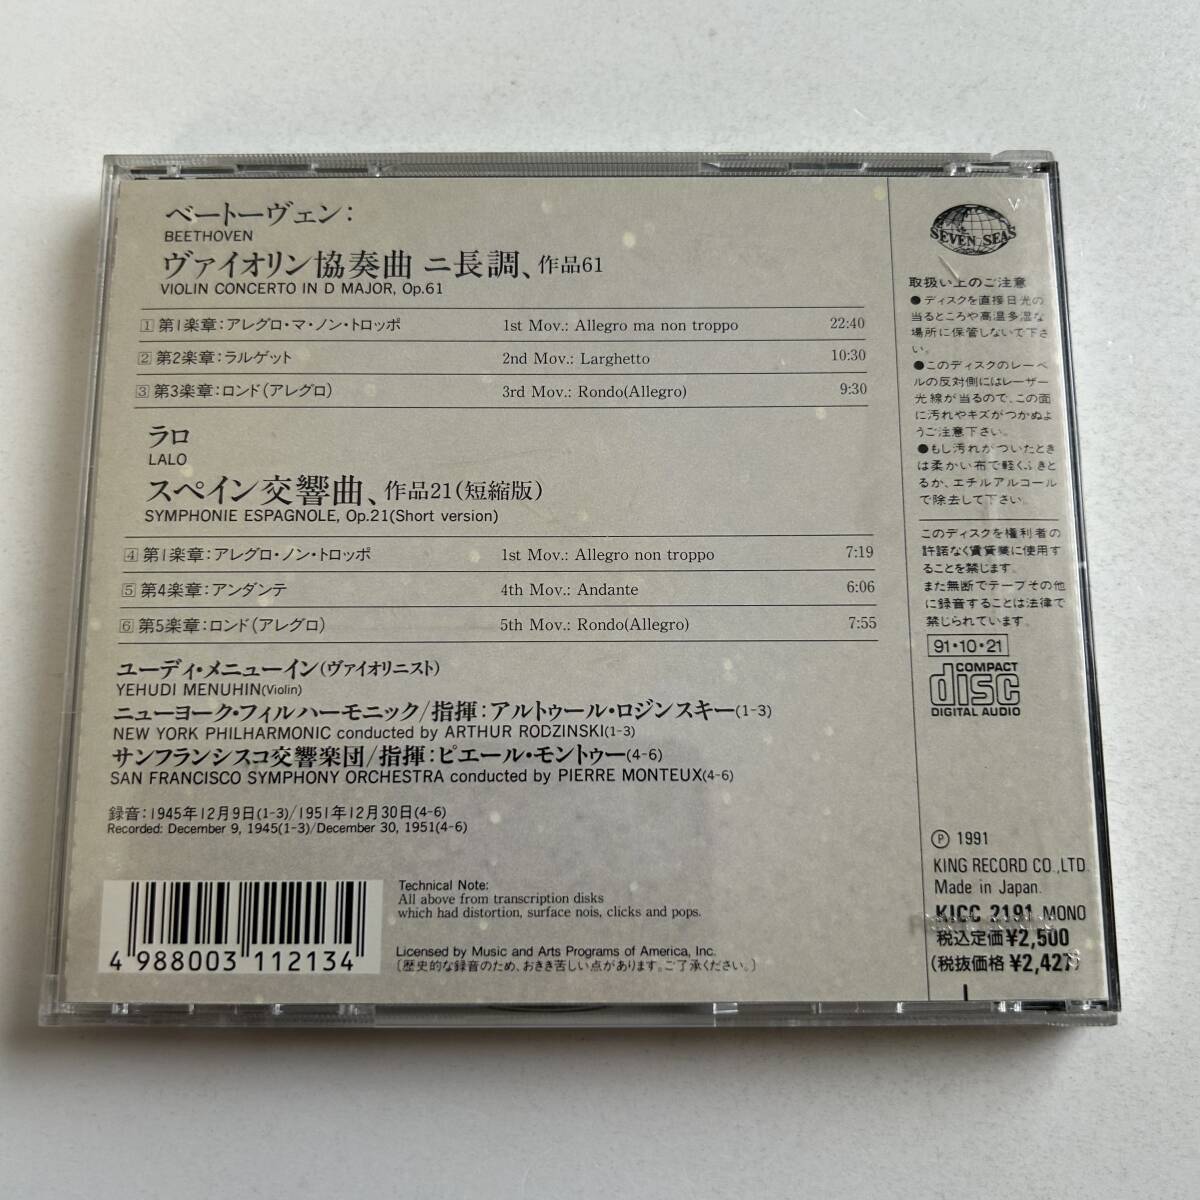 ベートーヴェン:
BEETHOVEN
ヴァイオリン協奏曲 ニ長調、作品61
VIOLIN CONCERTO IN D MAJOR, Op.61
1 第1楽章:アレグロ・マ・ノン・トロッポ 1st Mov.: Allegro ma non troppo 22:40
2 第2楽章:ラルゲット 2nd Mov.: Larghetto 10:30
3 第3楽章:ロンド(アレグロ) 3rd Mov.: Rondo(Allegro) 9:30
ラロ
LALO
スペイン交響曲、作品21(短縮版)
SYMPHONIE ESPAGNOLE, Op.21(Short version)
4 第1楽章:アレグロ・ノン・トロッポ 1st Mov.: Allegro non troppo 7:19
5 第4楽章:アンダンテ 4th Mov.: Andante 6:06
6 第5楽章:ロンド(アレグロ) 5th Mov.: Rondo(Allegro) 7:55
ユーディ・メニューイン(ヴァイオリニスト)
YEHUDI MENUHIN(Violin)
ニューヨーク・フィルハーモニック/指揮:アルトゥール・ロジンスキー(1-3)
NEW YORK PHILHARMONIC conducted by ARTHUR RODZINSKI(1-3)
サンフランシスコ交響楽団/指揮:ピエール・モントゥー(4-6)
SAN FRANCISCO SYMPHONY ORCHESTRA conducted by PIERRE MONTEUX(4-6)
録音:1945年12月9日(1-3)/1951年12月30日(4-6)
Recorded: December 9, 1945(1-3)/December 30, 1951(4-6)
Technical Note:
All above from transcription disks
which had distortion, surface nois, clicks and pops.
Licensed by Music and Arts Programs of America, Inc.
〔歴史的な録音のため、おきき苦しい点があります。ご了承ください。〕
4 988003 112134
SEVEN SEAS
取扱い上のご注意
●ディスクを直接日光の
当るところや高温多湿な
場所に保管しないで下さ
い。
●このディスクのレーベ
ルの反対側にはレーザー
光線が当るので、この面
に汚れやキズがつかぬよ
うご注意下さい。
●もし汚れがついたとき
は柔かい布で軽くふきと
るか、エチルアルコール
で除去して下さい。
このディスクを権利者の
許諾なく賃貸業に使用す
ることを禁じます。
また無断でテープその他
に録音することは法律で
禁じられています。
91・10・21
COMPACT
disc
DIGITAL AUDIO
Ⓟ 1991
KING RECORD CO.,LTD.
Made in Japan.
KICC 2191 MONO
税込定価¥2,500
(税抜価格 ¥2,427)